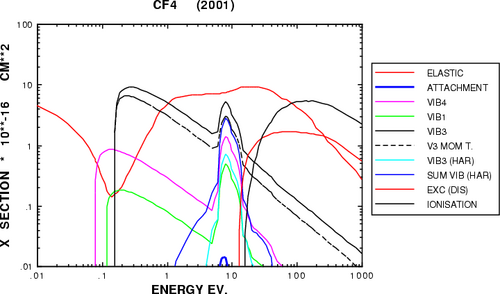 CF4 (2001)
100
10
1
.1
.01
X SECTION * 10**-16 CM**2
.01
.1
1
10
100
1000
ENERGY EV.
ELASTIC
ATTACHMENT
VIB4
VIB1
VIB3
V3 MOM T.
VIB3 (HAR)
SUM VIB (HAR)
EXC (DIS)
IONISATION